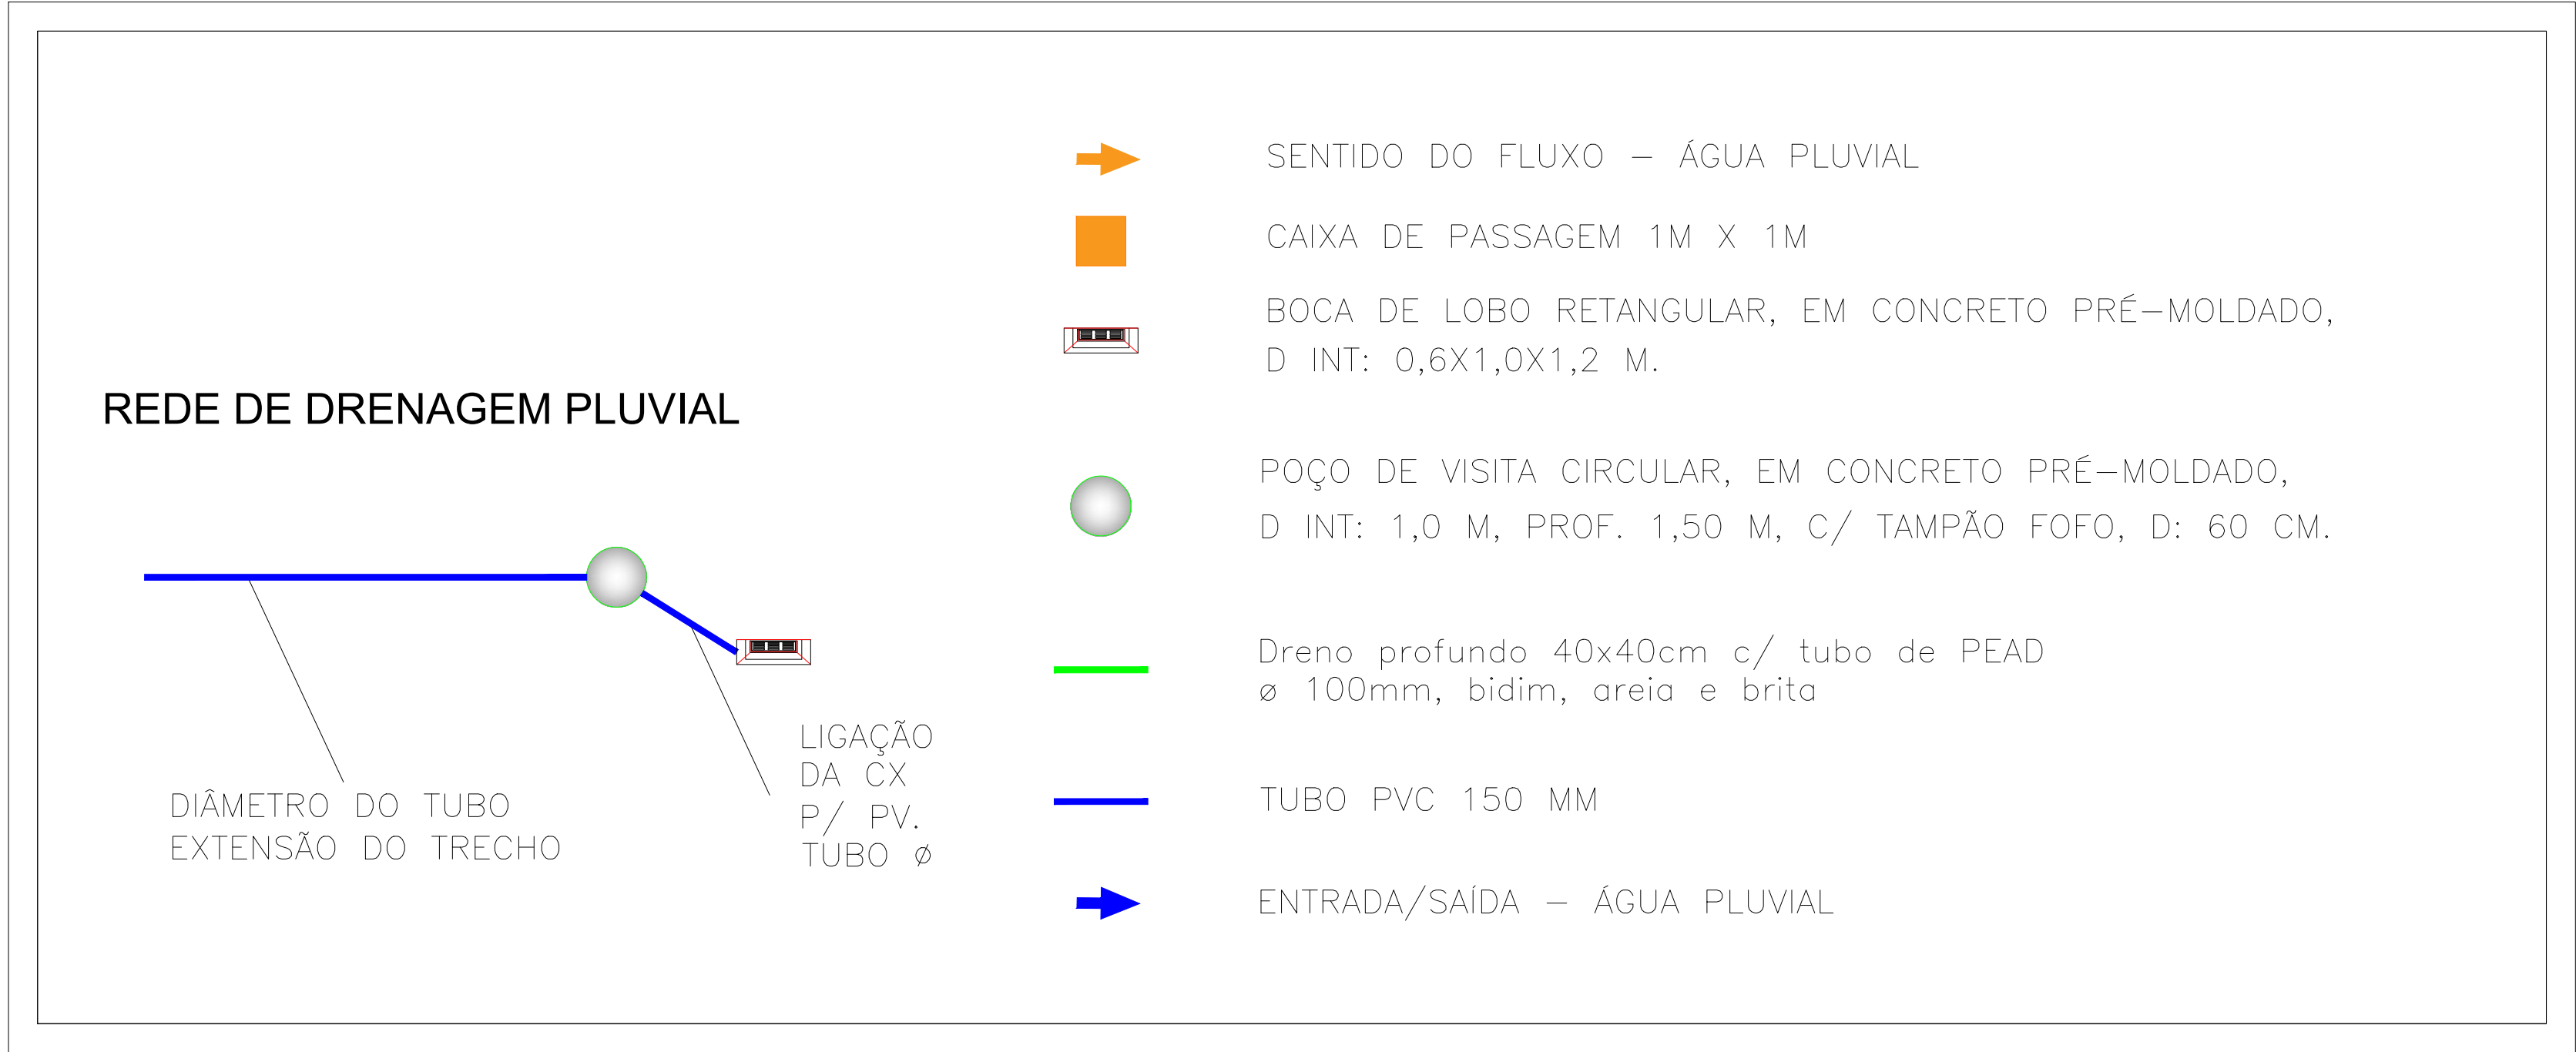 REDE DE DRENAGEM PLUVIAL
DIÂMETRO DO TUBO
EXTENSÃO DO TRECHO
LIGAÇÃO
DA CX
P/ PV.
TUBO ø
SENTIDO DO FLUXO – ÁGUA PLUVIAL
CAIXA DE PASSAGEM 1M X 1M
BOCA DE LOBO RETANGULAR, EM CONCRETO PRÉ–MOLDADO,
D INT: 0,6X1,0X1,2 M.
POÇO DE VISITA CIRCULAR, EM CONCRETO PRÉ–MOLDADO,
D INT: 1,0 M, PROF. 1,50 M, C/ TAMPÃO FOFO, D: 60 CM.
Dreno profundo 40x40cm c/ tubo de PEAD
ø 100mm, bidim, areia e brita
TUBO PVC 150 MM
ENTRADA/SAÍDA – ÁGUA PLUVIAL